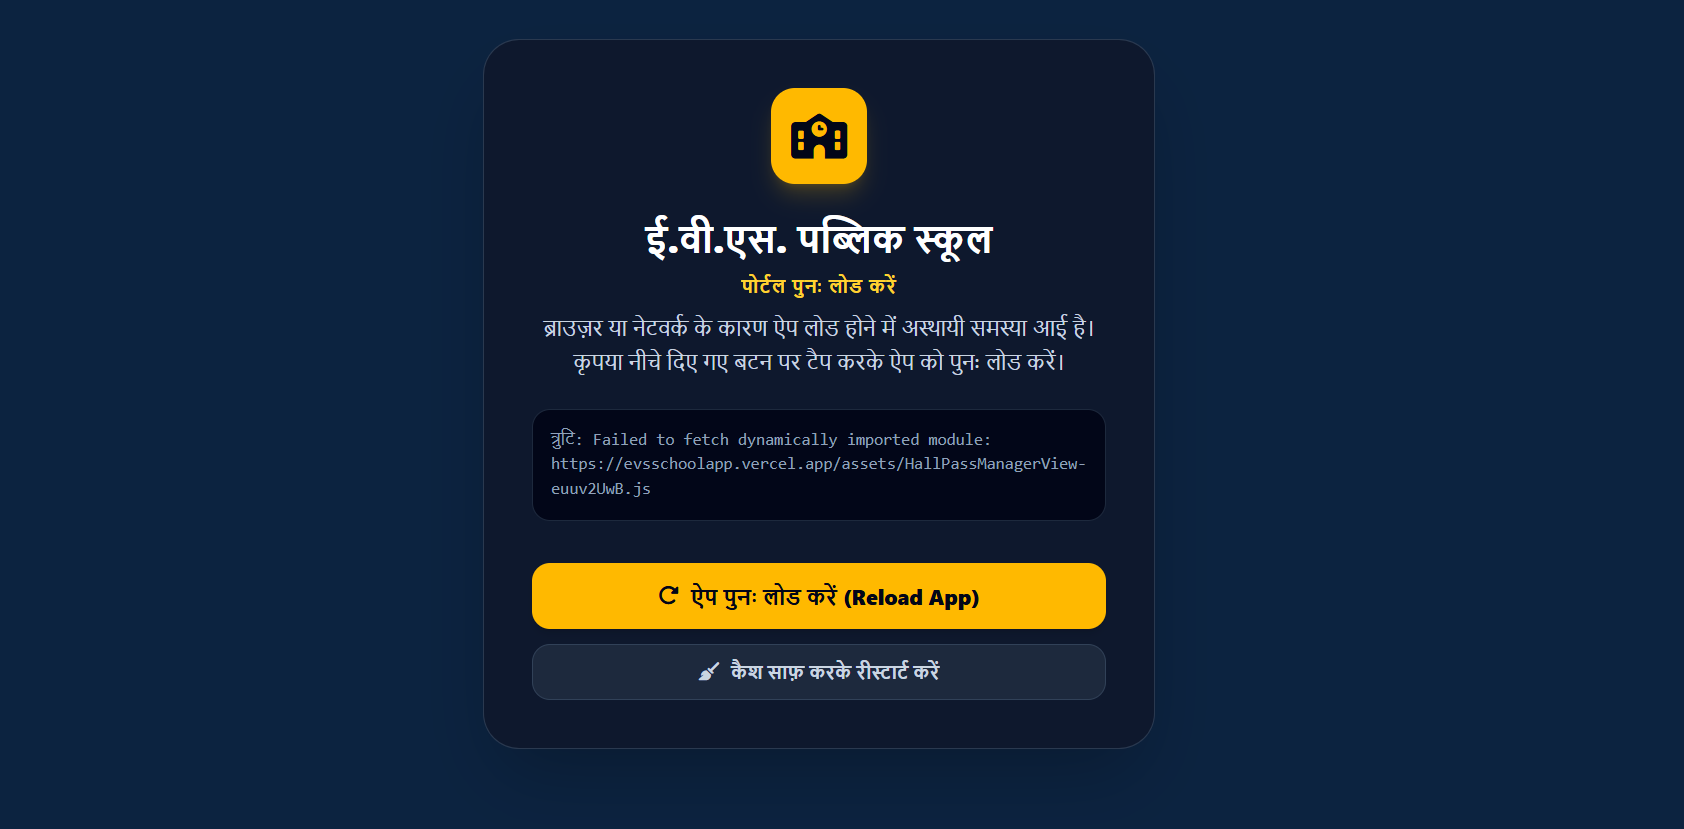 ई.वी.एस. पब्लिक स्कूल
पोर्टल पुनः लोड करें
ब्राउज़र या नेटवर्क के कारण ऐप लोड होने में अस्थायी समस्या आई है।
कृपया नीचे दिए गए बटन पर टैप करके ऐप को पुनः लोड करें।
त्रुटि: Failed to fetch dynamically imported module:
https://evsschoolapp.vercel.app/assets/HallPassManagerView-
euuv2UwB.js
ऐप पुनः लोड करें (Reload App)
कैश साफ़ करके रीस्टार्ट करें